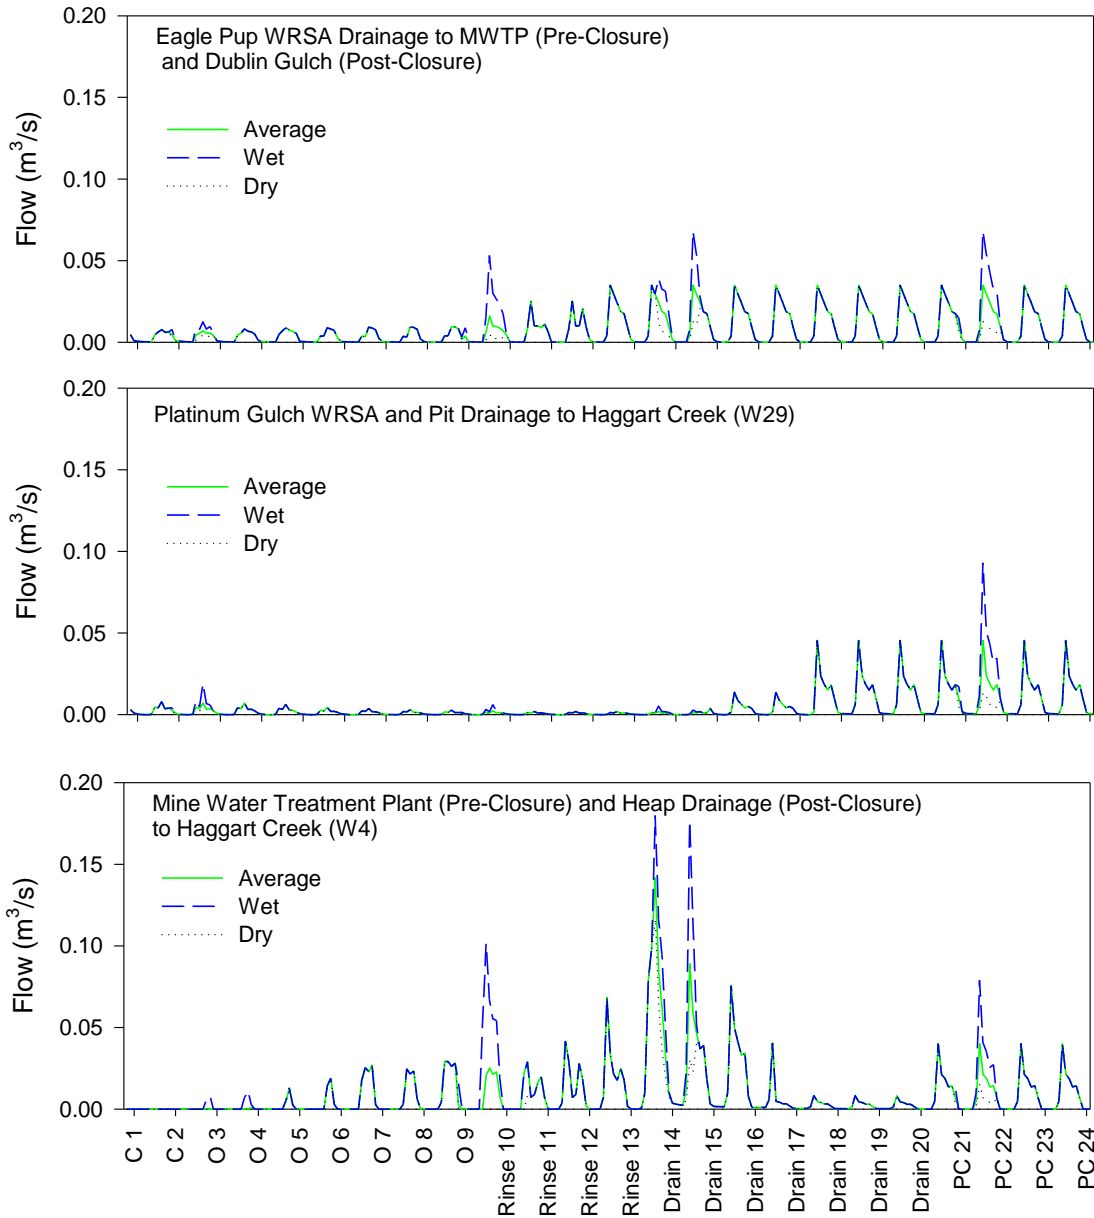 0.20
Eagle Pup WRSA Drainage to MWTP (Pre-Closure)
and Dublin Gulch (Post-Closure)
0.15
Average
Wet
Dry
0.10
0.05
0.00
Flow (m³/s)
0.20
Platinum Gulch WRSA and Pit Drainage to Haggart Creek (W29)
0.15
Average
Wet
Dry
0.10
0.05
0.00
Flow (m³/s)
0.20
Mine Water Treatment Plant (Pre-Closure) and Heap Drainage (Post-Closure)
to Haggart Creek (W4)
0.15
Average
Wet
Dry
0.10
0.05
0.00
Flow (m³/s)
C 1
C 2
O 3
O 4
O 5
O 6
O 7
O 8
O 9
Rinse 10
Rinse 11
Rinse 12
Rinse 13
Drain 14
Drain 15
Drain 16
Drain 17
Drain 18
Drain 19
Drain 20
PC 21
PC 22
PC 23
PC 24